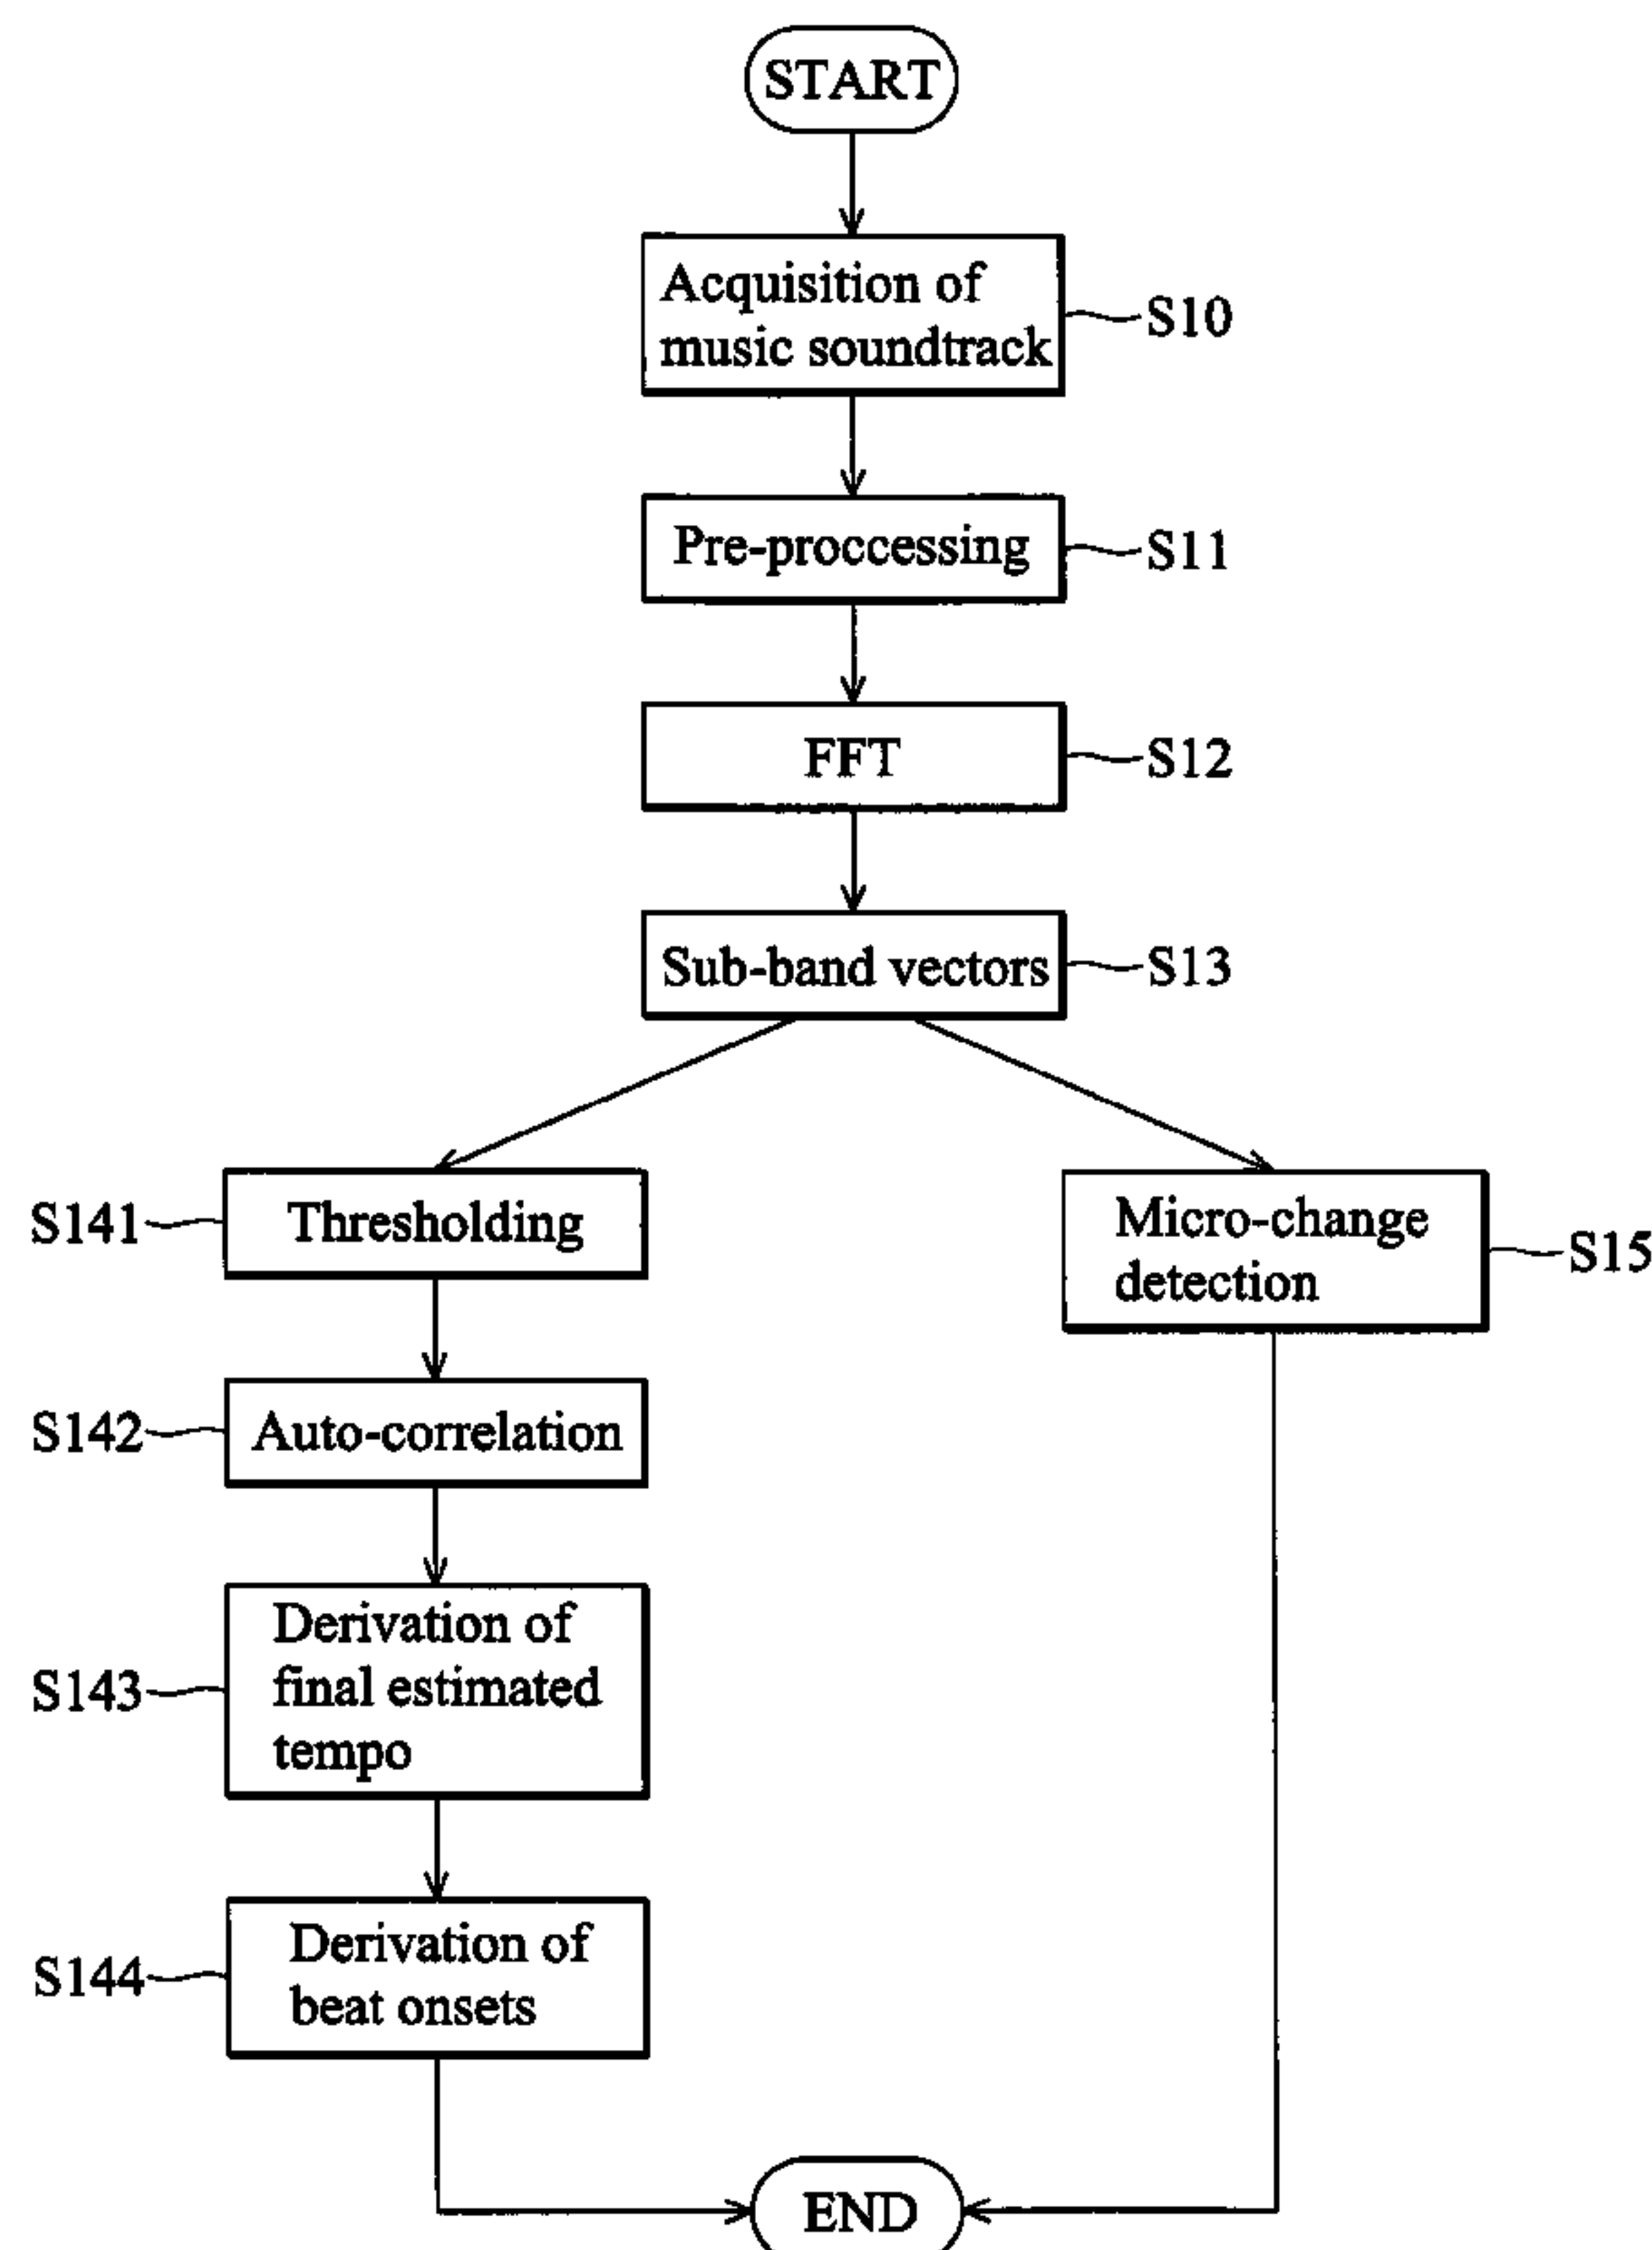 START
Acquisition of
music soundtrack
S10
Pre-proccessing
S11
FFT
S12
Sub-band vectors
S13
S141
Thresholding
Micro-change
detection
S15
S142
Auto-correlation
S143
Derivation of
final estimated
tempo
S144
Derivation of
beat onsets
END